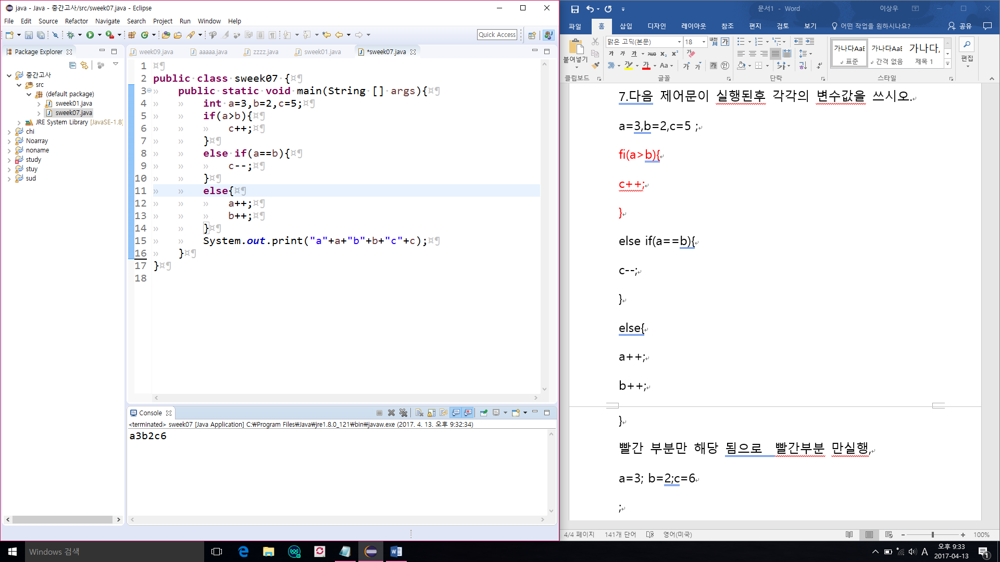 java - Java - 중간고사/src/sweek07.java - Eclipse
File Edit Source Refactor Navigate Search Project Run Window Help
Quick Access
Package Explorer
중간고사
src
(default package)
sweek01.java
sweek07.java
JRE System Library [JavaSE-1.8]
chi
Noarray
noname
study
stuy
sud
week09.java aaaaa.java zzzz.java sweek01.java *sweek07.java
1
2 public class sweek07 {
3 public static void main(String [] args){
4 int a=3,b=2,c=5;
5 if(a>b){
6 c++;
7 }
8 else if(a==b){
9 c--;
10 }
11 else{
12 a++;
13 b++;
14 }
15 System.out.print("a"+a+"b"+b+"c"+c);
16 }
17 }
18
Console
<terminated> sweek07 [Java Application] C:₩Program Files₩Java₩jre1.8.0_121₩bin₩javaw.exe (2017. 4. 13. 오후 9:32:34)
a3b2c6
문서1 - Word
이상우
파일 홈 삽입 디자인 레이아웃 참조 편지 검토 보기 어떤 작업을 원하시나요? 공유
붙여넣기
맑은 고딕(본문) 18
가나다AaB 가나다AaB 가나다
표준 간격 없음 제목 1
편집
클립보드 글꼴 단락 스타일
7.다음 제어문이 실행된후 각각의 변수값을 쓰시오.
a=3,b=2,c=5 ;
fi(a>b){
c++;
}
else if(a==b){
c--;
}
else{
a++;
b++;
}
빨간 부분만 해당 됨으로 빨간부분 만실행,
a=3; b=2;c=6
;
4/4 페이지 141개 단어 영어(미국) 100%
Windows 검색
A 오후 9:33
2017-04-13
1